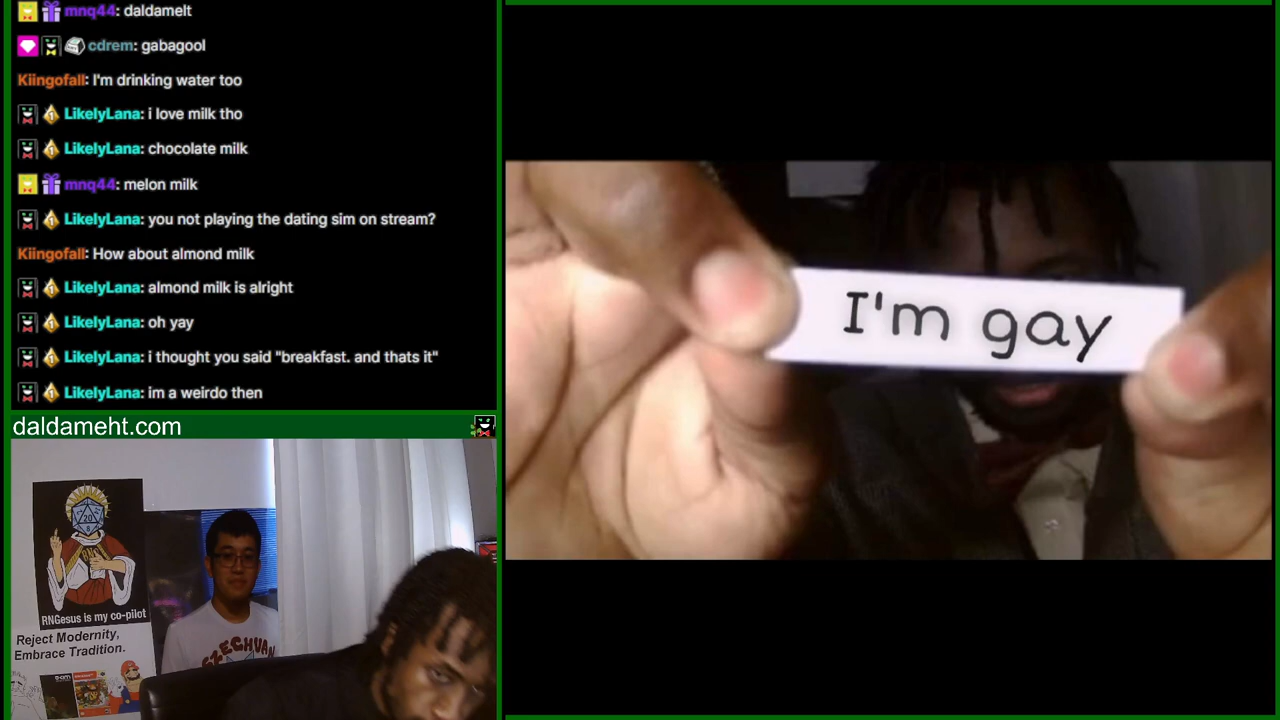 mnq44: daldamelt
cdrem: gabagool
Kiingofall: I'm drinking water too
LikelyLana: i love milk tho
LikelyLana: chocolate milk
mnq44: melon milk
LikelyLana: you not playing the dating sim on stream?
Kiingofall: How about almond milk
LikelyLana: almond milk is alright
LikelyLana: oh yay
LikelyLana: i thought you said "breakfast. and thats it"
LikelyLana: im a weirdo then
daldameht.com
20
RNGesus is my co-pilot
Reject Modernity,
Embrace Tradition.
SZECHUAN
I'm gay